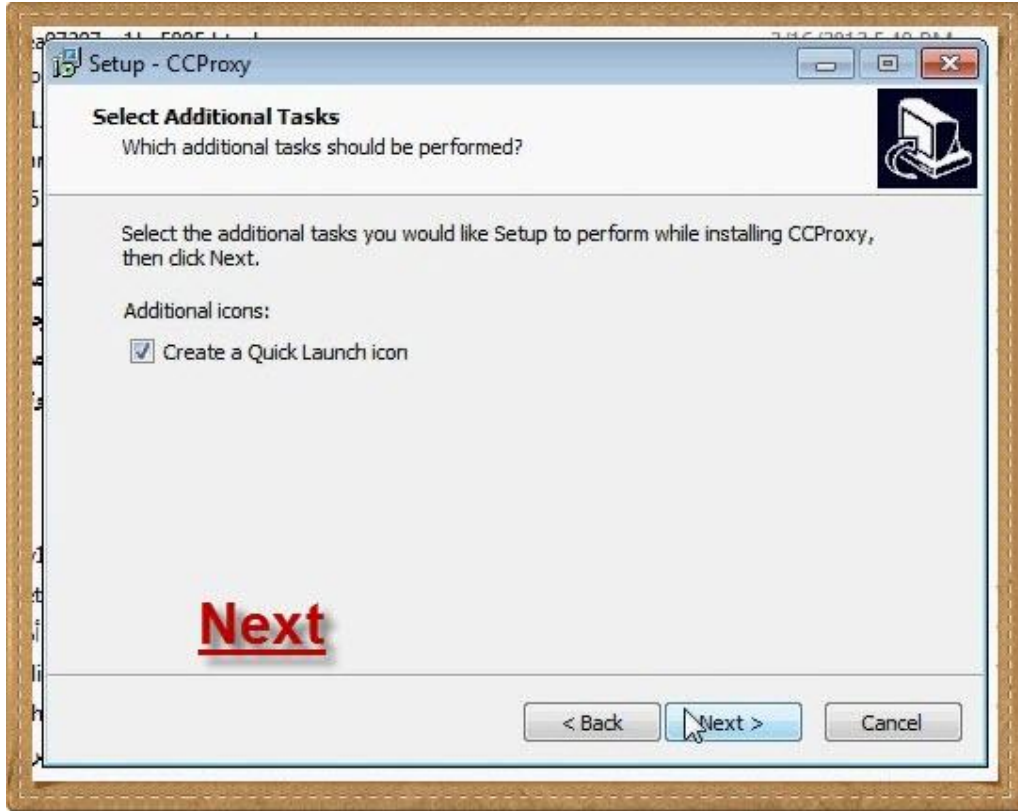 Setup - CCProxy
Select Additional Tasks
Which additional tasks should be performed?
Select the additional tasks you would like Setup to perform while installing CCProxy,
then click Next.
Additional icons:
Create a Quick Launch icon
Next
< Back
Next >
Cancel